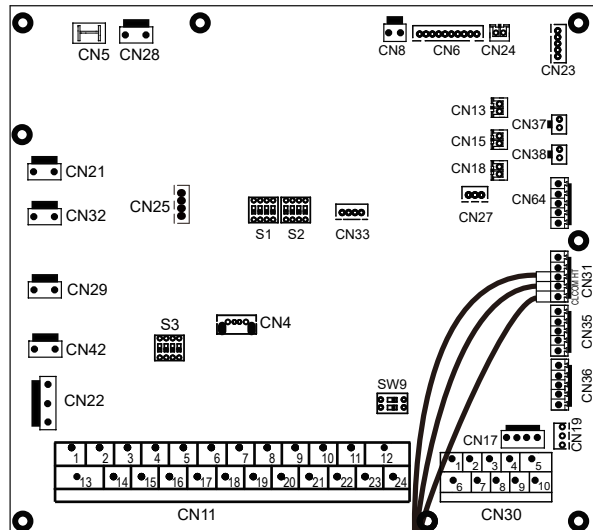 CN5
CN28
CN8
CN6
CN24
CN23
CN13
CN37
CN15
CN38
CN18
CN21
CN32
CN25
S1
S2
CN33
CN27
CN64
CN29
CN31
CLCOM HT
CN4
CN35
S3
CN42
CN36
CN22
SW9
CN17
CN19
1 2 3 4 5 6 7 8 9 10 11 12
13 14 15 16 17 18 19 20 21 22 23 24
1 2 3 4 5
6 7 8 9 10
CN11
CN30